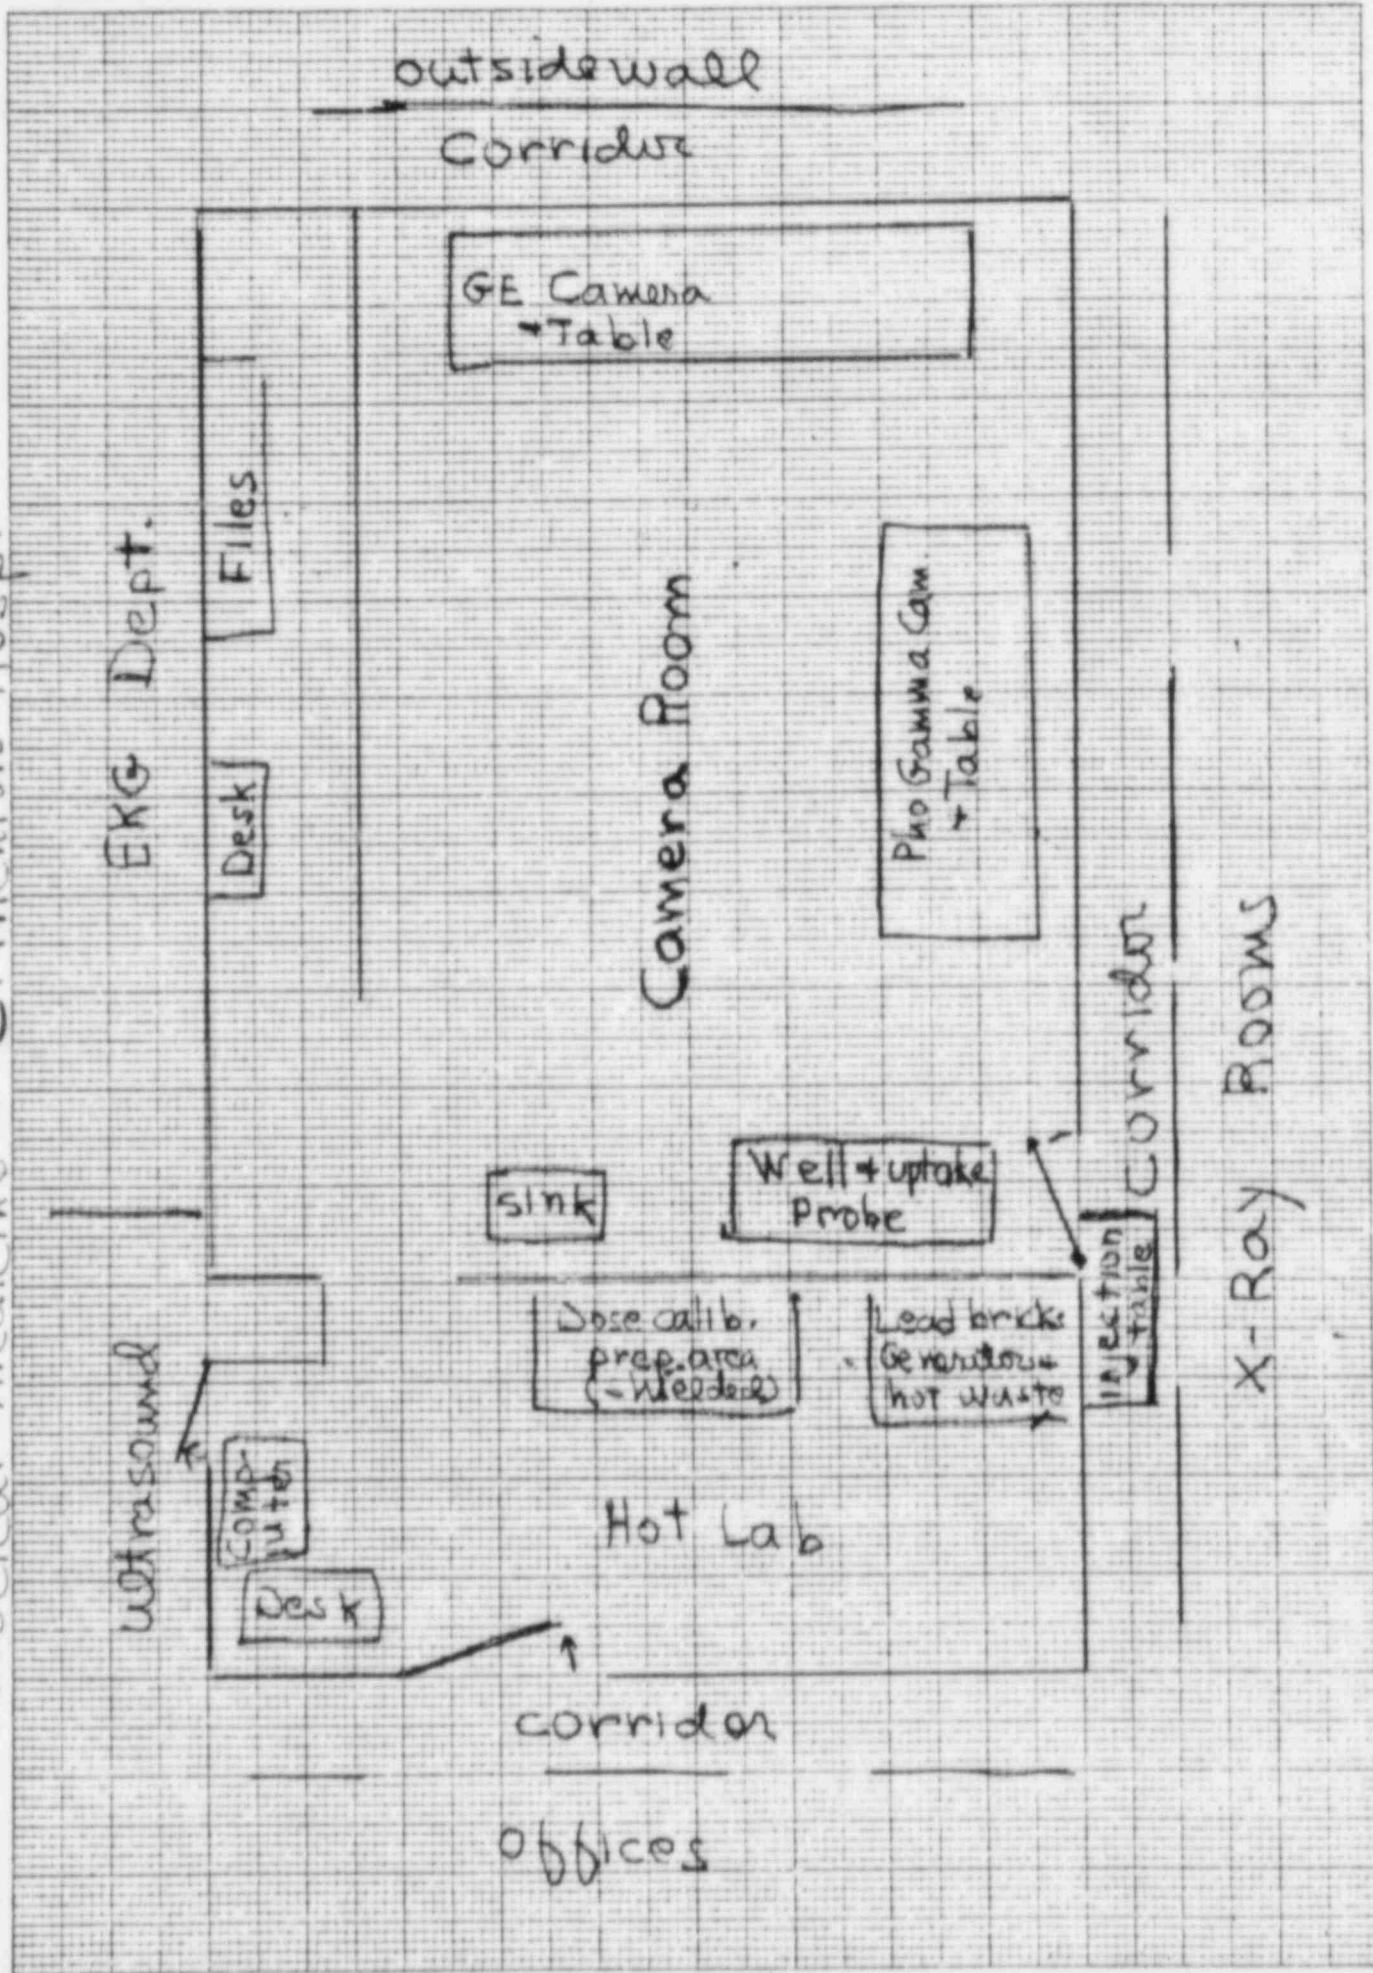 outsidewall
Corridor
GE Camera
+ Table
EKG Dept.
Files
Desk
Camera Room
Pho Gamma Cam.
+ Table
Corridor
X-Ray Rooms
sink
Well + uptake
Probe
Injection
table
Dose calib.
prep. area
Lead bricks
Generator +
hot waste
Ultrasound
Comp-
uter
Desk
Hot Lab
corridor
offices